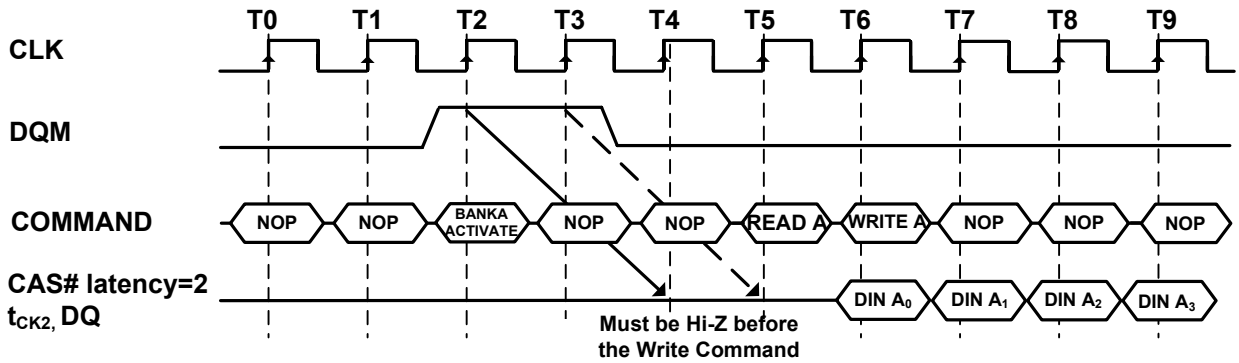 T0 T1 T2 T3 T4 T5 T6 T7 T8 T9
CLK
DQM
COMMAND NOP NOP BANKA ACTIVATE NOP NOP READ A WRITE A NOP NOP NOP
CAS# latency=2
tCK2, DQ DIN A0 DIN A1 DIN A2 DIN A3
Must be Hi-Z before
the Write Command